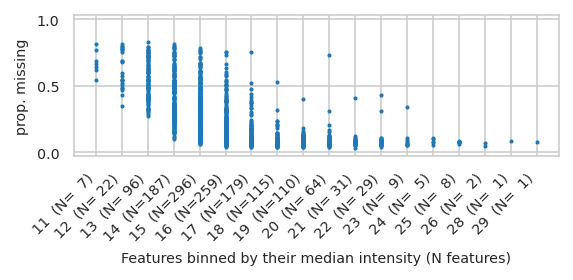 1.0
0.5
0.0
prop. missing
11 (N= 7)
12 (N= 22)
13 (N= 96)
14 (N=187)
15 (N=296)
16 (N=259)
17 (N=179)
18 (N=115)
19 (N=110)
20 (N= 64)
21 (N= 31)
22 (N= 29)
23 (N= 9)
24 (N= 5)
25 (N= 8)
26 (N= 2)
28 (N= 1)
29 (N= 1)
Features binned by their median intensity (N features)